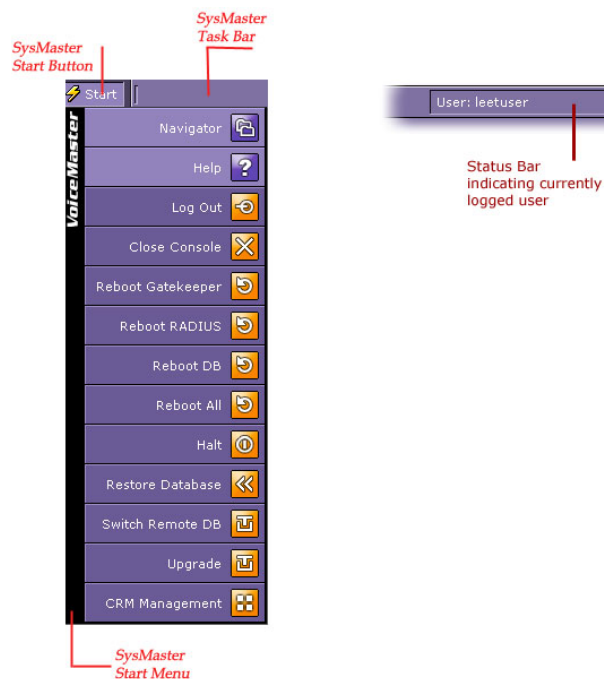 SysMaster
Task Bar
SysMaster
Start Button
Start
VoiceMaster
Navigator
Help
?
Log Out
Close Console
Reboot Gatekeeper
Reboot RADIUS
Reboot DB
Reboot All
Halt
Restore Database
Switch Remote DB
Upgrade
CRM Management
SysMaster
Start Menu
User: leetuser
Status Bar
indicating currently
logged user